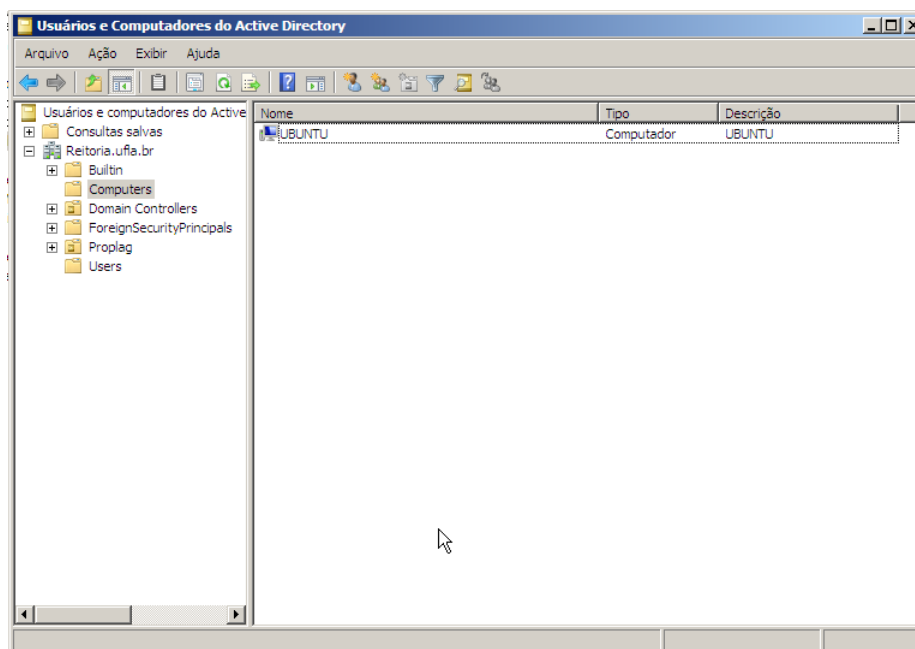 Usuários e Computadores do Active Directory
Arquivo Ação Exibir Ajuda
Usuários e computadores do Active
Consultas salvas
Reitoria.ufla.br
Builtin
Computers
Domain Controllers
ForeignSecurityPrincipals
Proplag
Users
Nome Tipo Descrição
UBUNTU Computador UBUNTU